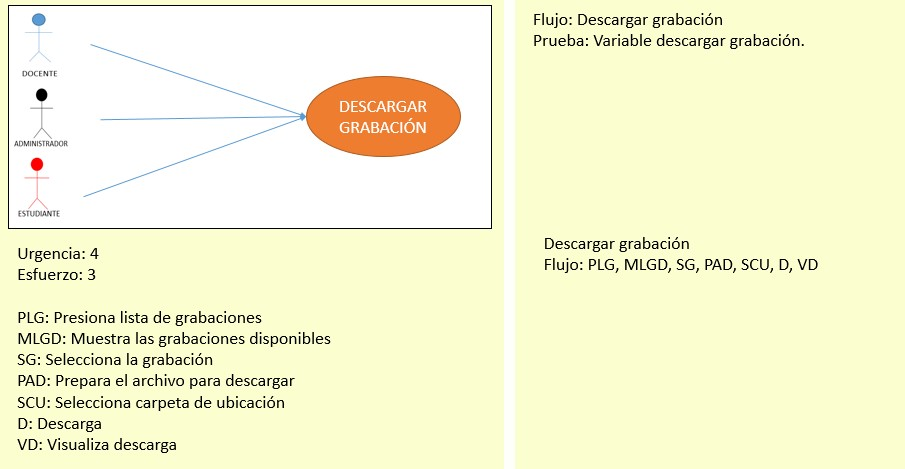 DOCENTE
ADMINISTRADOR
ESTUDIANTE
DESCARGAR
GRABACIÓN
Urgencia: 4
Esfuerzo: 3
PLG: Presiona lista de grabaciones
MLGD: Muestra las grabaciones disponibles
SG: Selecciona la grabación
PAD: Prepara el archivo para descargar
SCU: Selecciona carpeta de ubicación
D: Descarga
VD: Visualiza descarga
Flujo: Descargar grabación
Prueba: Variable descargar grabación.
Descargar grabación
Flujo: PLG, MLGD, SG, PAD, SCU, D, VD